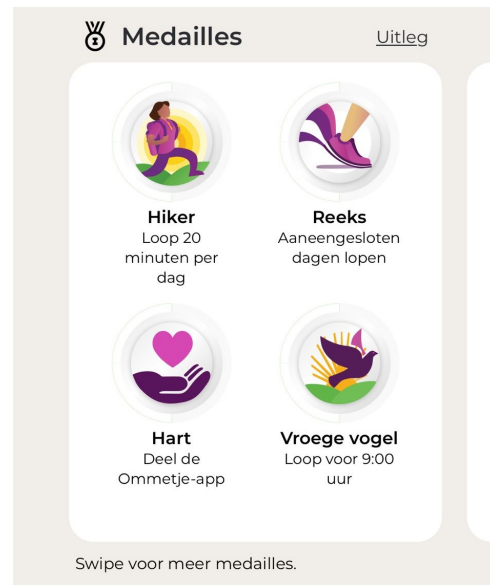 Medailles
Uitleg
Hiker
Loop 20
minuten per
dag
Reeks
Aaneengesloten
dagen lopen
Hart
Deel de
Ommetje-app
Vroege vogel
Loop voor 9:00
uur
Swipe voor meer medailles.